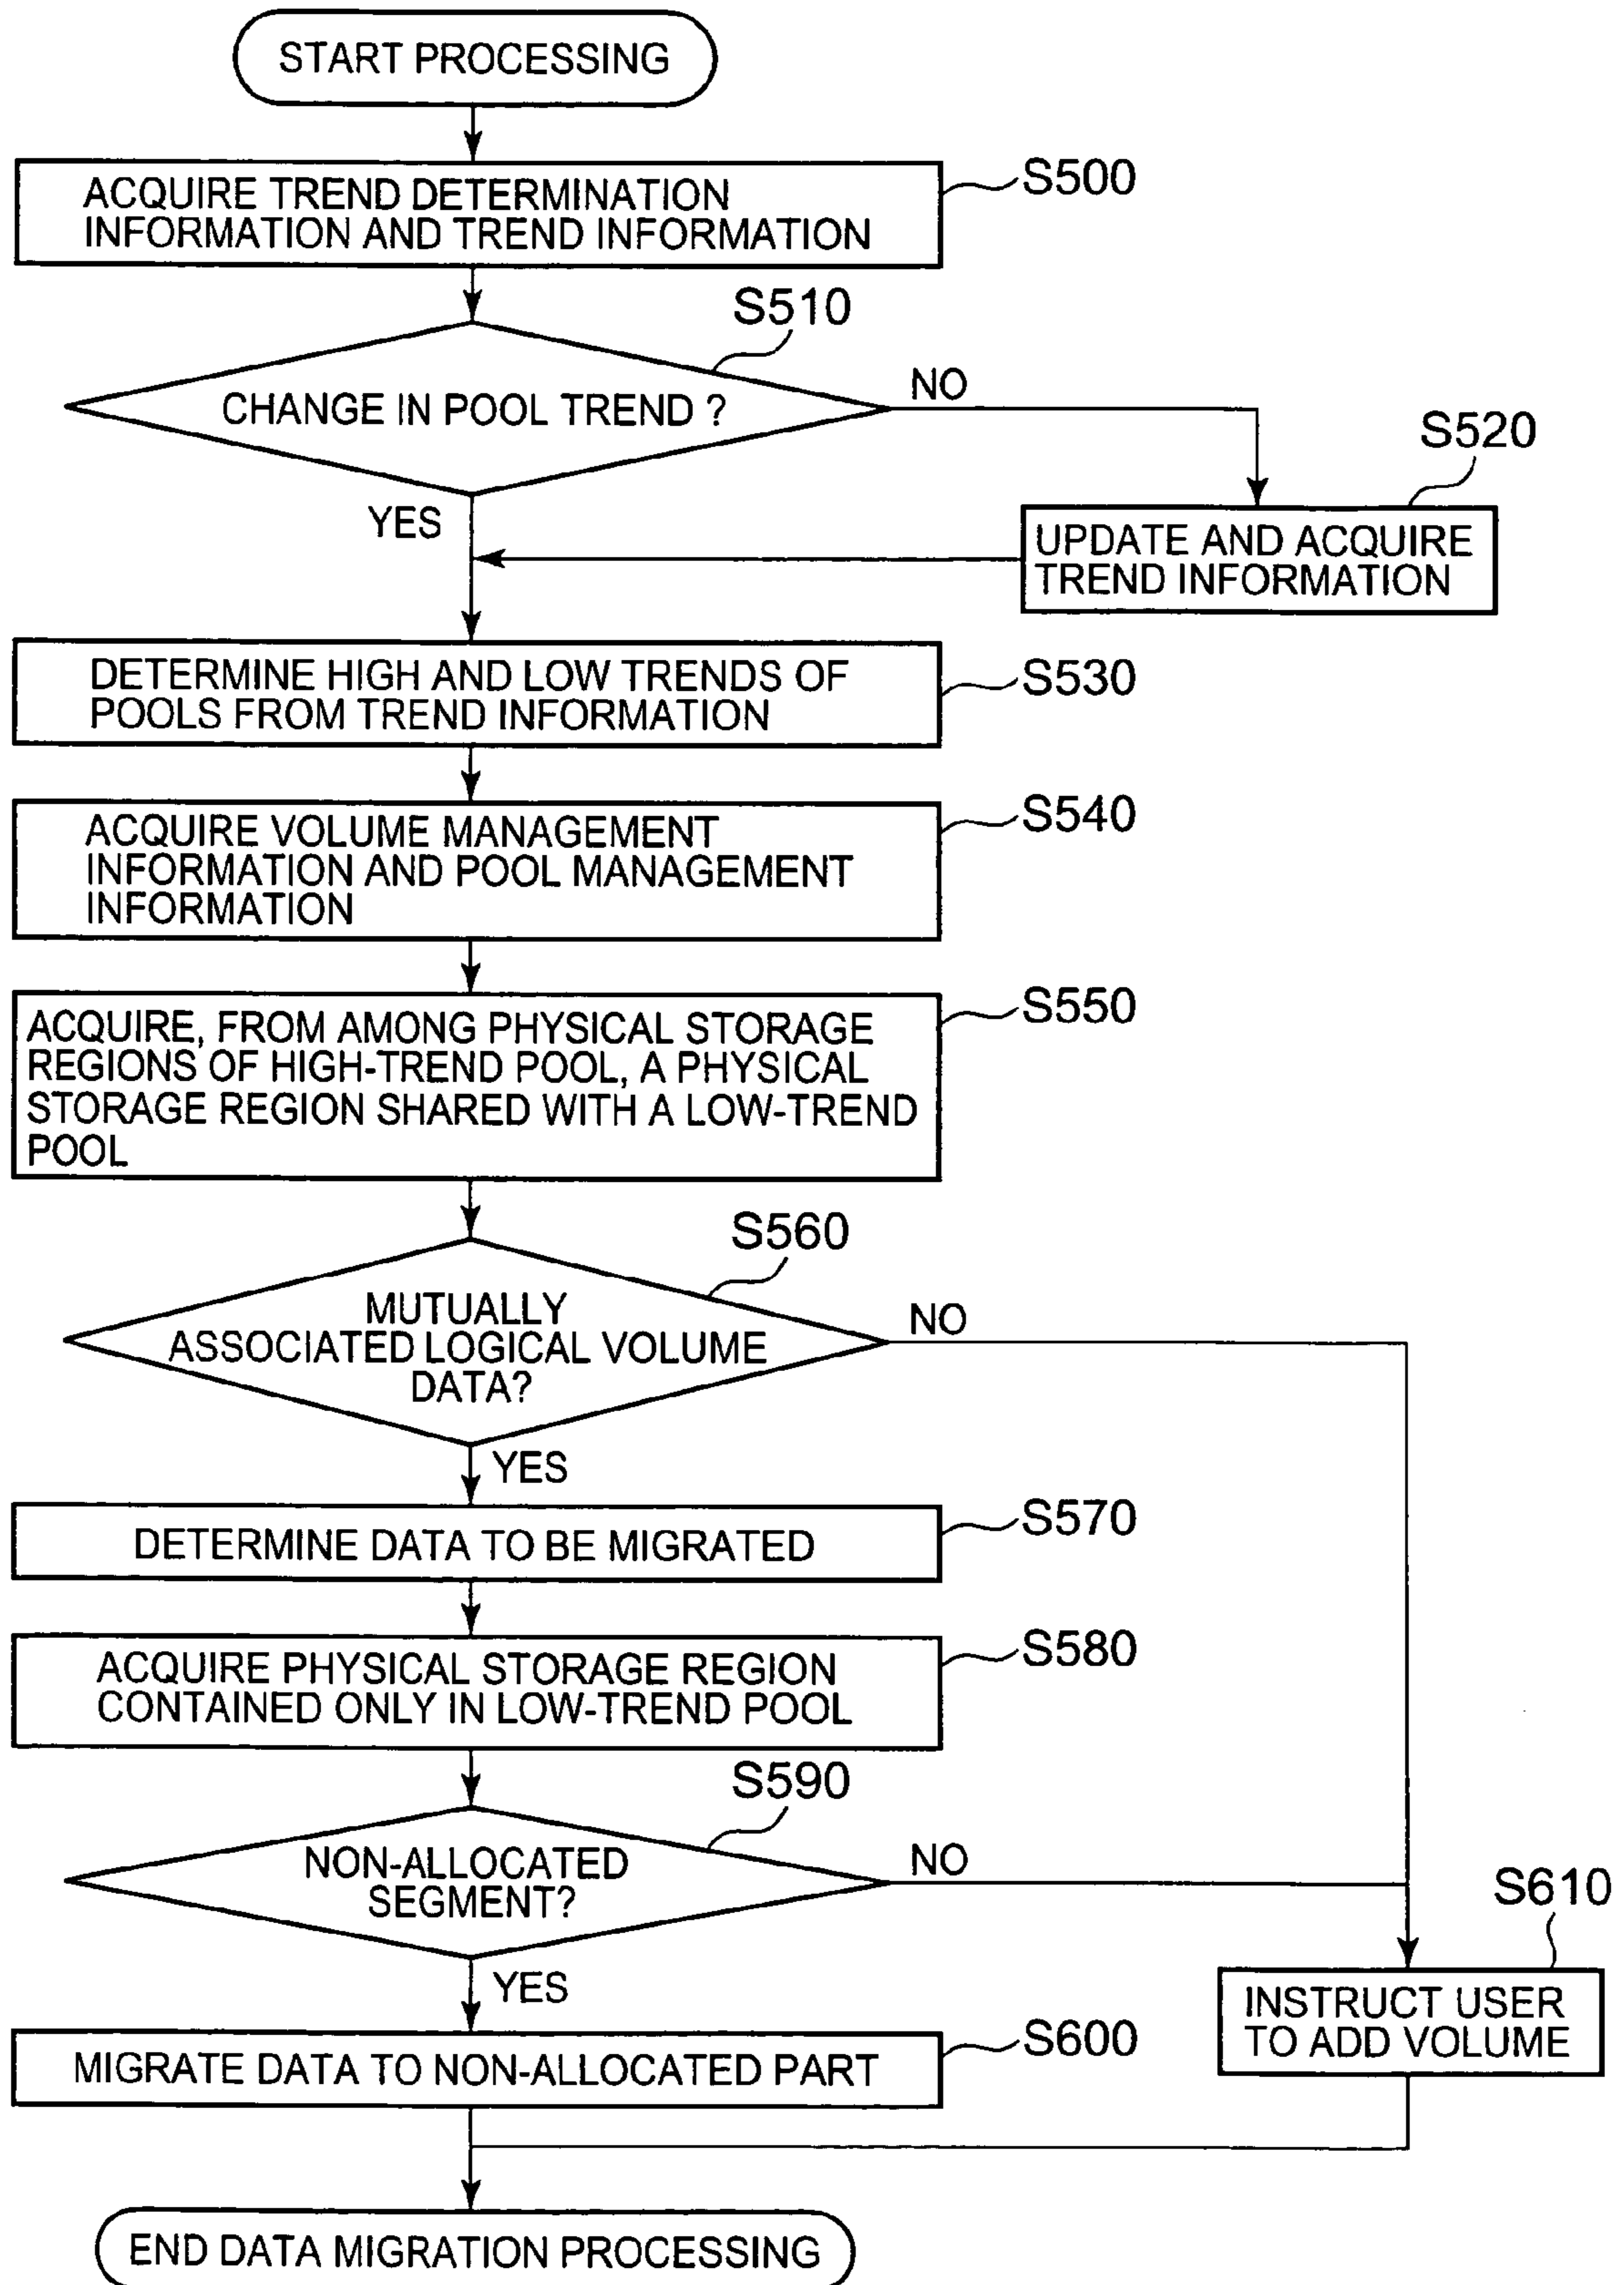 START PROCESSING
ACQUIRE TREND DETERMINATION
INFORMATION AND TREND INFORMATION
S500
S510
CHANGE IN POOL TREND ?
NO
S520
YES
UPDATE AND ACQUIRE
TREND INFORMATION
DETERMINE HIGH AND LOW TRENDS OF
POOLS FROM TREND INFORMATION
S530
ACQUIRE VOLUME MANAGEMENT
INFORMATION AND POOL MANAGEMENT
INFORMATION
S540
ACQUIRE, FROM AMONG PHYSICAL STORAGE
REGIONS OF HIGH-TREND POOL, A PHYSICAL
STORAGE REGION SHARED WITH A LOW-TREND
POOL
S550
S560
MUTUALLY
ASSOCIATED LOGICAL VOLUME
DATA?
NO
YES
DETERMINE DATA TO BE MIGRATED
S570
ACQUIRE PHYSICAL STORAGE REGION
CONTAINED ONLY IN LOW-TREND POOL
S580
S590
NON-ALLOCATED
SEGMENT?
NO
S610
YES
INSTRUCT USER
TO ADD VOLUME
MIGRATE DATA TO NON-ALLOCATED PART
S600
END DATA MIGRATION PROCESSING